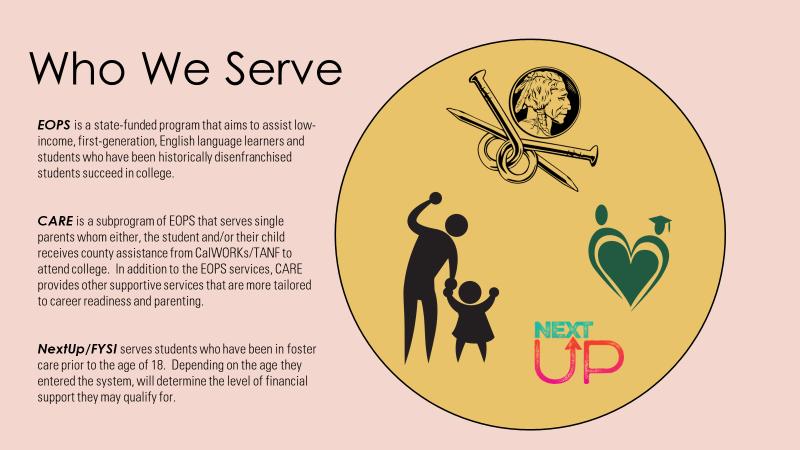 Who We Serve
EOPS is a state-funded program that aims to assist low-
income, first-generation, English language learners and
students who have been historically disenfranchised
students succeed in college.
CARE is a subprogram of EOPS that serves single
parents whom either, the student and/or their child
receives county assistance from CalWORKs/TANF to
attend college. In addition to the EOPS services, CARE
provides other supportive services that are more tailored
to career readiness and parenting.
NextUp/FYSI serves students who have been in foster
care prior to the age of 18. Depending on the age they
entered the system, will determine the level of financial
support they may qualify for.
NEXT
UP